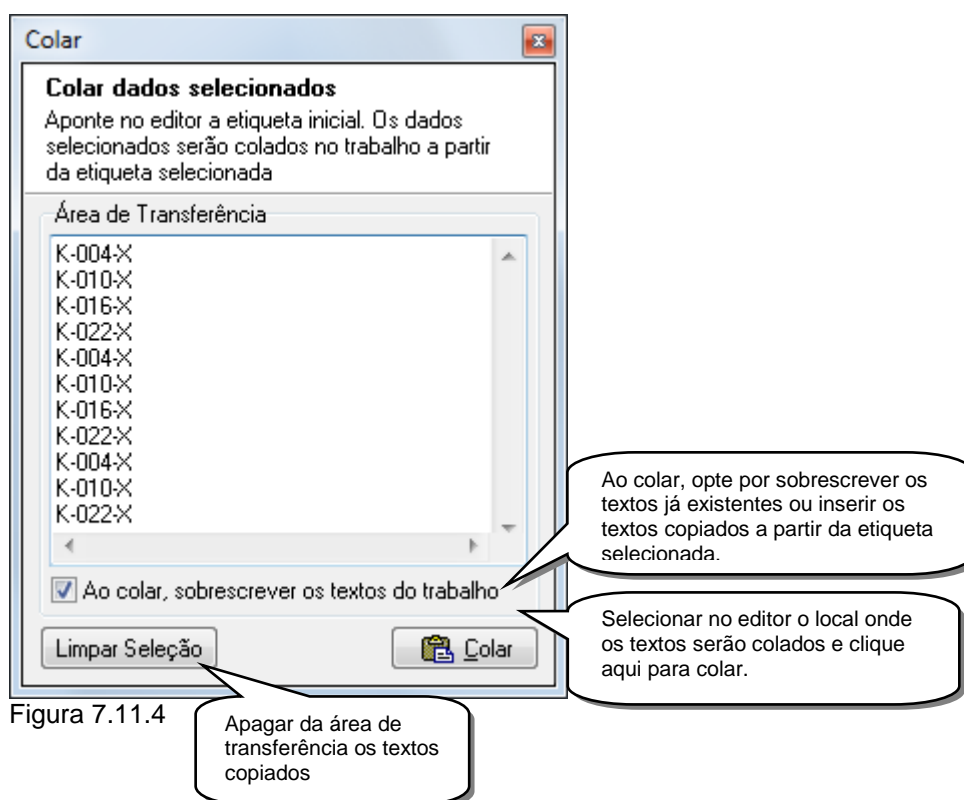 Colar
Colar dados selecionados
Aponte no editor a etiqueta inicial. Os dados
selecionados serão colados no trabalho a partir
da etiqueta selecionada
Área de Transferência
K-004-X
K-010-X
K-016-X
K-022-X
K-004-X
K-010-X
K-016-X
K-022-X
K-004-X
K-010-X
K-022-X
Ao colar, sobrescrever os textos do trabalho
Limpar Seleção
Colar
Ao colar, opte por sobrescrever os
textos já existentes ou inserir os
textos copiados a partir da etiqueta
selecionada.
Selecionar no editor o local onde
os textos serão colados e clique
aqui para colar.
Figura 7.11.4
Apagar da área de
transferência os textos
copiados